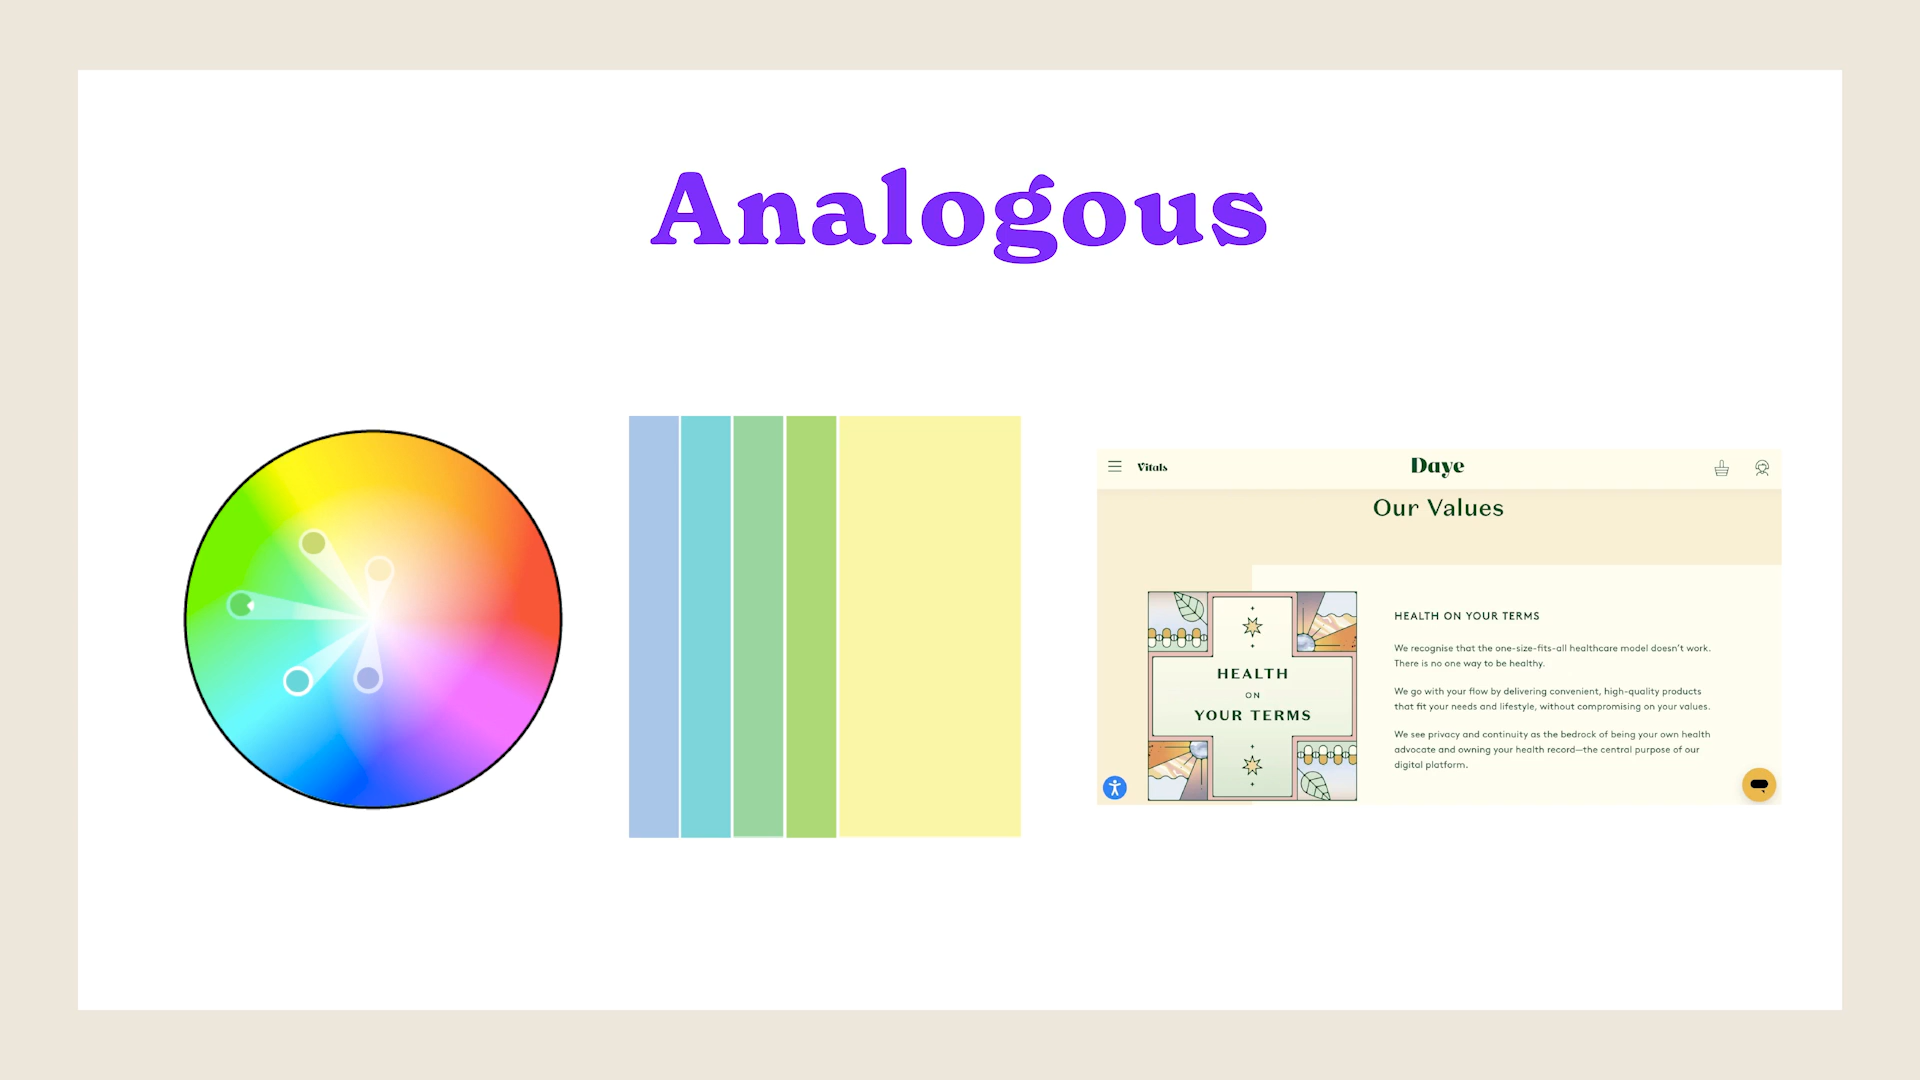 Analogous
Vitals
Daye
Our Values
HEALTH
ON
YOUR TERMS
HEALTH ON YOUR TERMS
We recognise that the one-size-fits-all healthcare model doesn't work.
There is no one way to be healthy.
We go with your flow by delivering convenient, high-quality products
that fit your needs and lifestyle, without compromising on your values.
We see privacy and continuity as the bedrock of being your own health
advocate and owning your health record—the central purpose of our
digital platform.